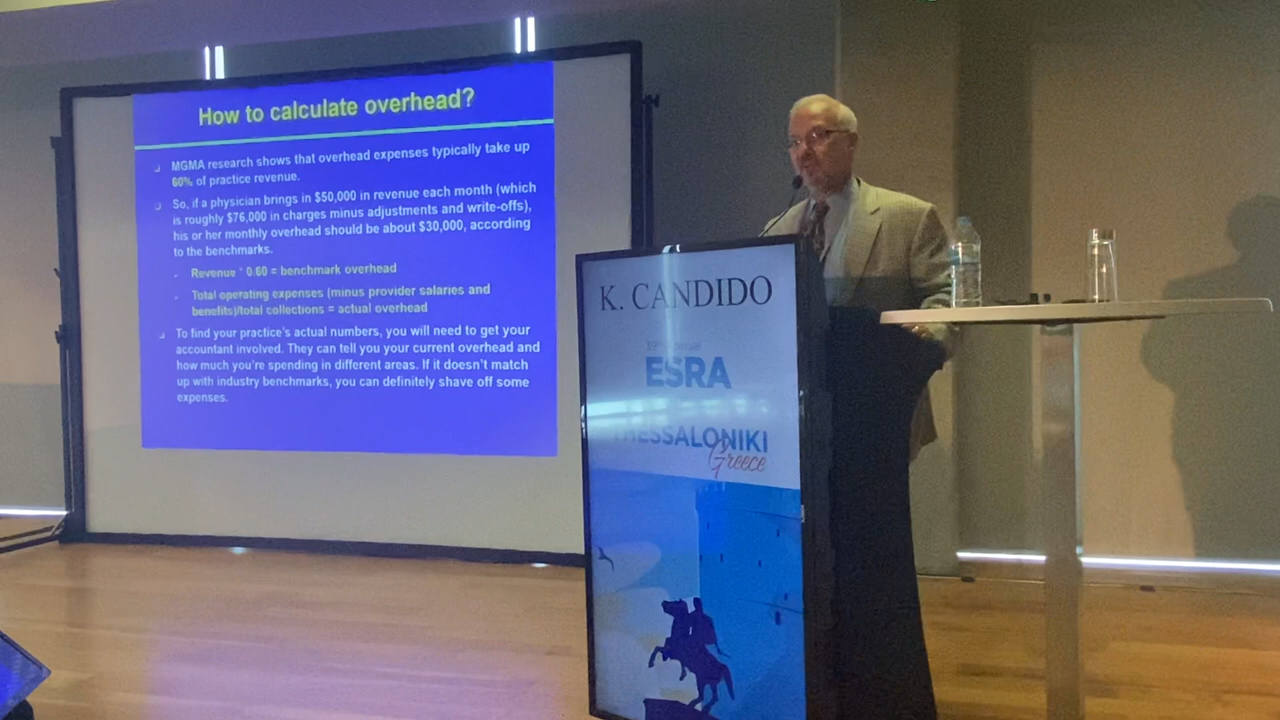 How to calculate overhead?
MGMA research shows that overhead expenses typically take up
60% of practice revenue.
So, if a physician brings in $50,000 in revenue each month (which
is roughly $76,000 in charges minus adjustments and write-offs),
his or her monthly overhead should be about $30,000, according
to the benchmarks.
Revenue * 0.60 = benchmark overhead
Total operating expenses (minus provider salaries and
benefits)/total collections = actual overhead
To find your practice's actual numbers, you will need to get your
accountant involved. They can tell you your current overhead and
how much you're spending in different areas. If it doesn't match
up with industry benchmarks, you can definitely shave off some
expenses.
K. CANDIDO
ESRA
THESSALONIKI
Greece